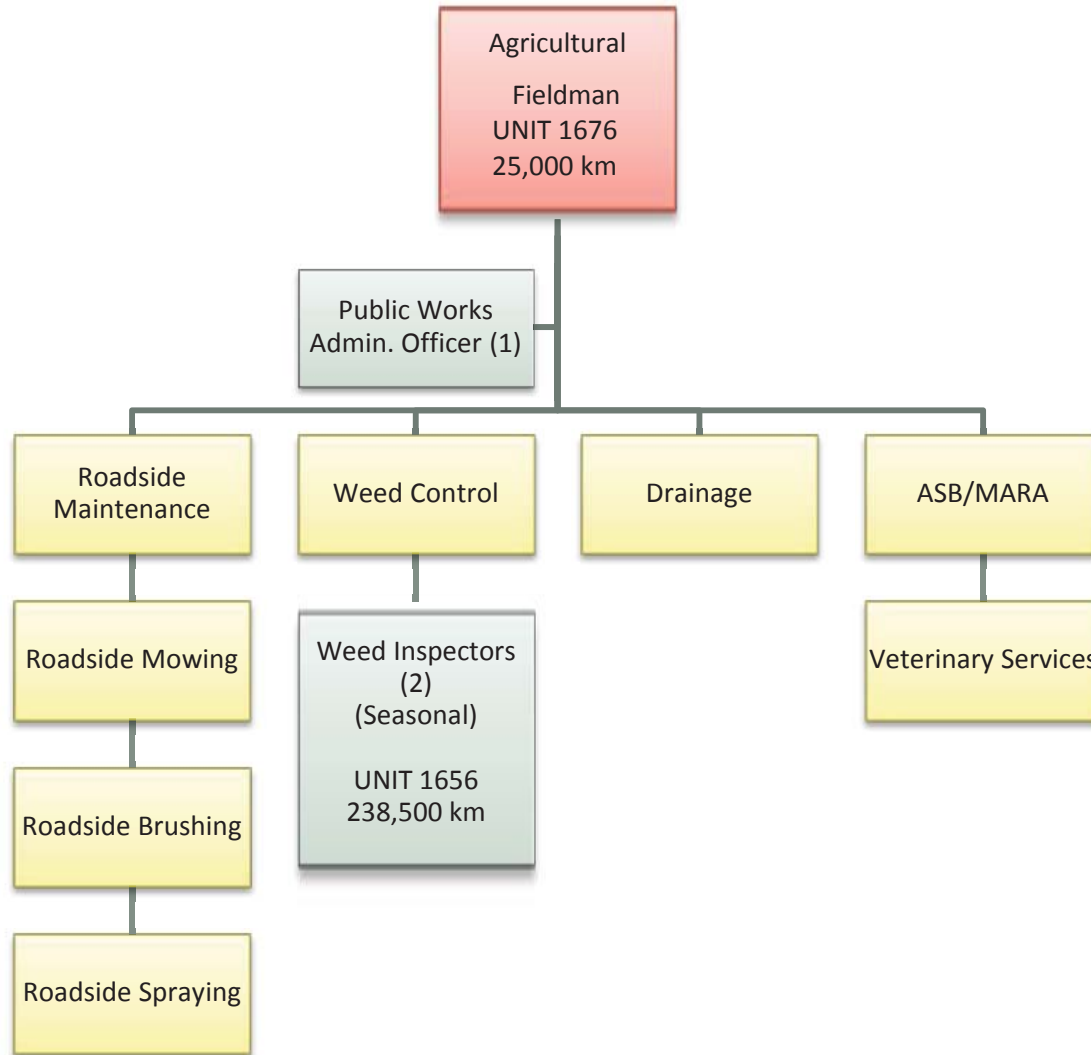 Agricultural
Fieldman
UNIT 1676
25,000 km
Public Works
Admin. Officer (1)
Roadside
Maintenance
Weed Control
Drainage
ASB/MARA
Roadside Mowing
Weed Inspectors
(2)
(Seasonal)
UNIT 1656
238,500 km
Veterinary Services
Roadside Brushing
Roadside Spraying